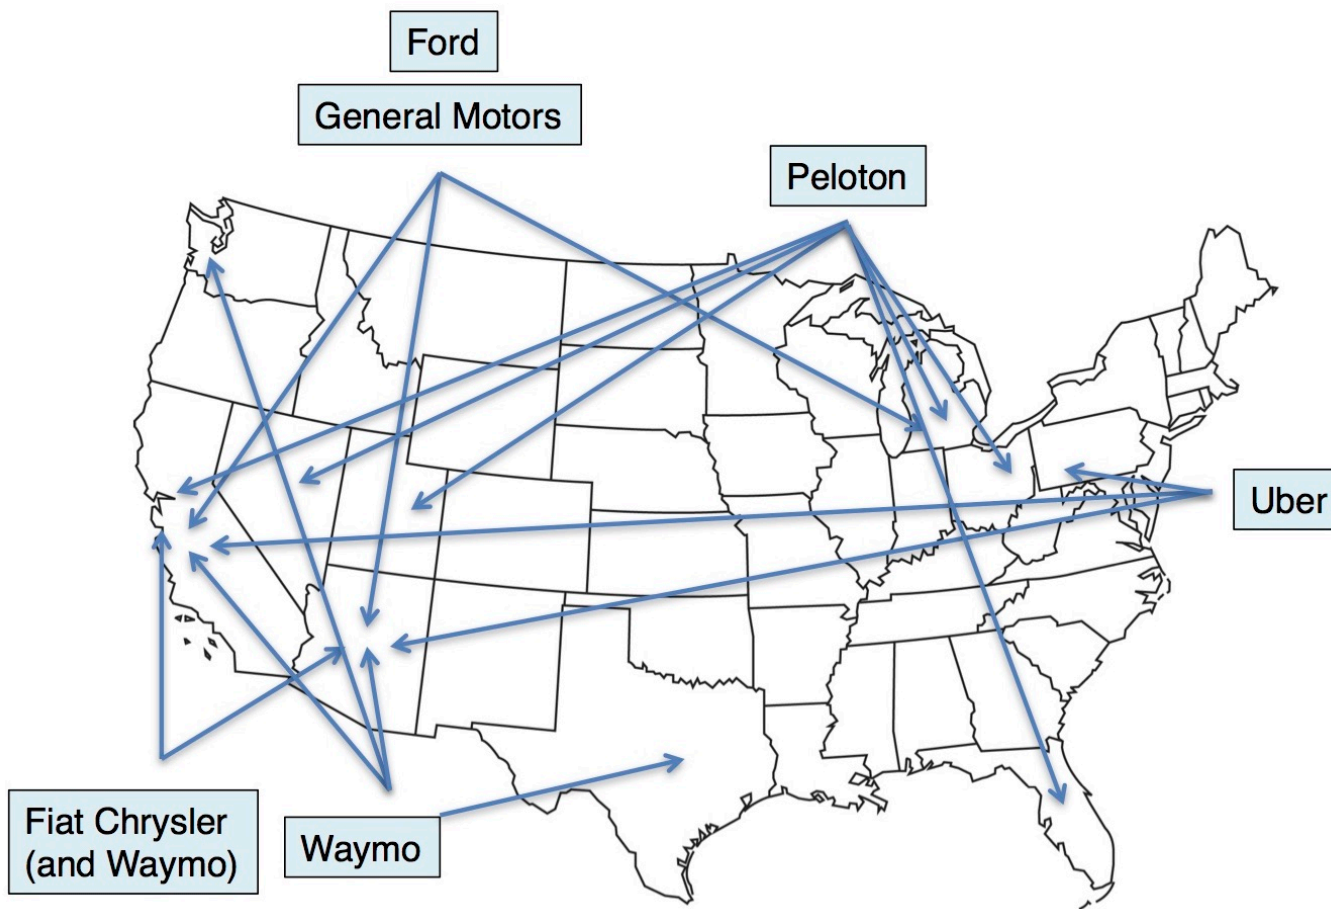 Ford
General Motors
Peloton
Uber
Fiat Chrysler
(and Waymo)
Waymo